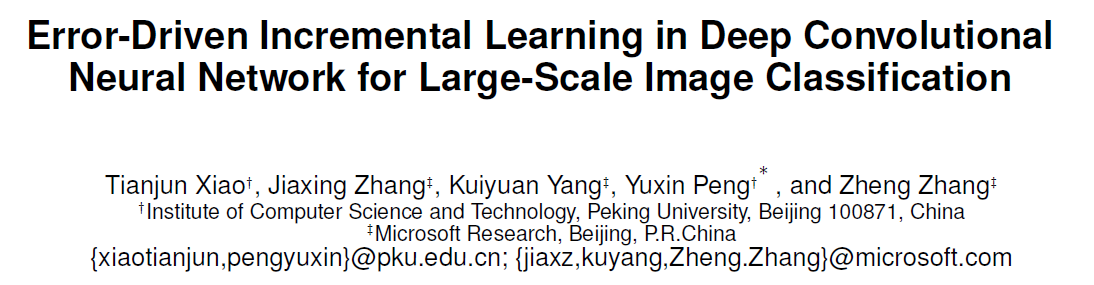 Error-Driven Incremental Learning in Deep Convolutional
Neural Network for Large-Scale Image Classification
Tianjun Xiao†, Jiaxing Zhang‡, Kuiyuan Yang‡, Yuxin Peng†*, and Zheng Zhang‡
†Institute of Computer Science and Technology, Peking University, Beijing 100871, China
‡Microsoft Research, Beijing, P.R.China
{xiaotianjun,pengyuxin}@pku.edu.cn; {jiaxz,kuyang,Zheng.Zhang}@microsoft.com